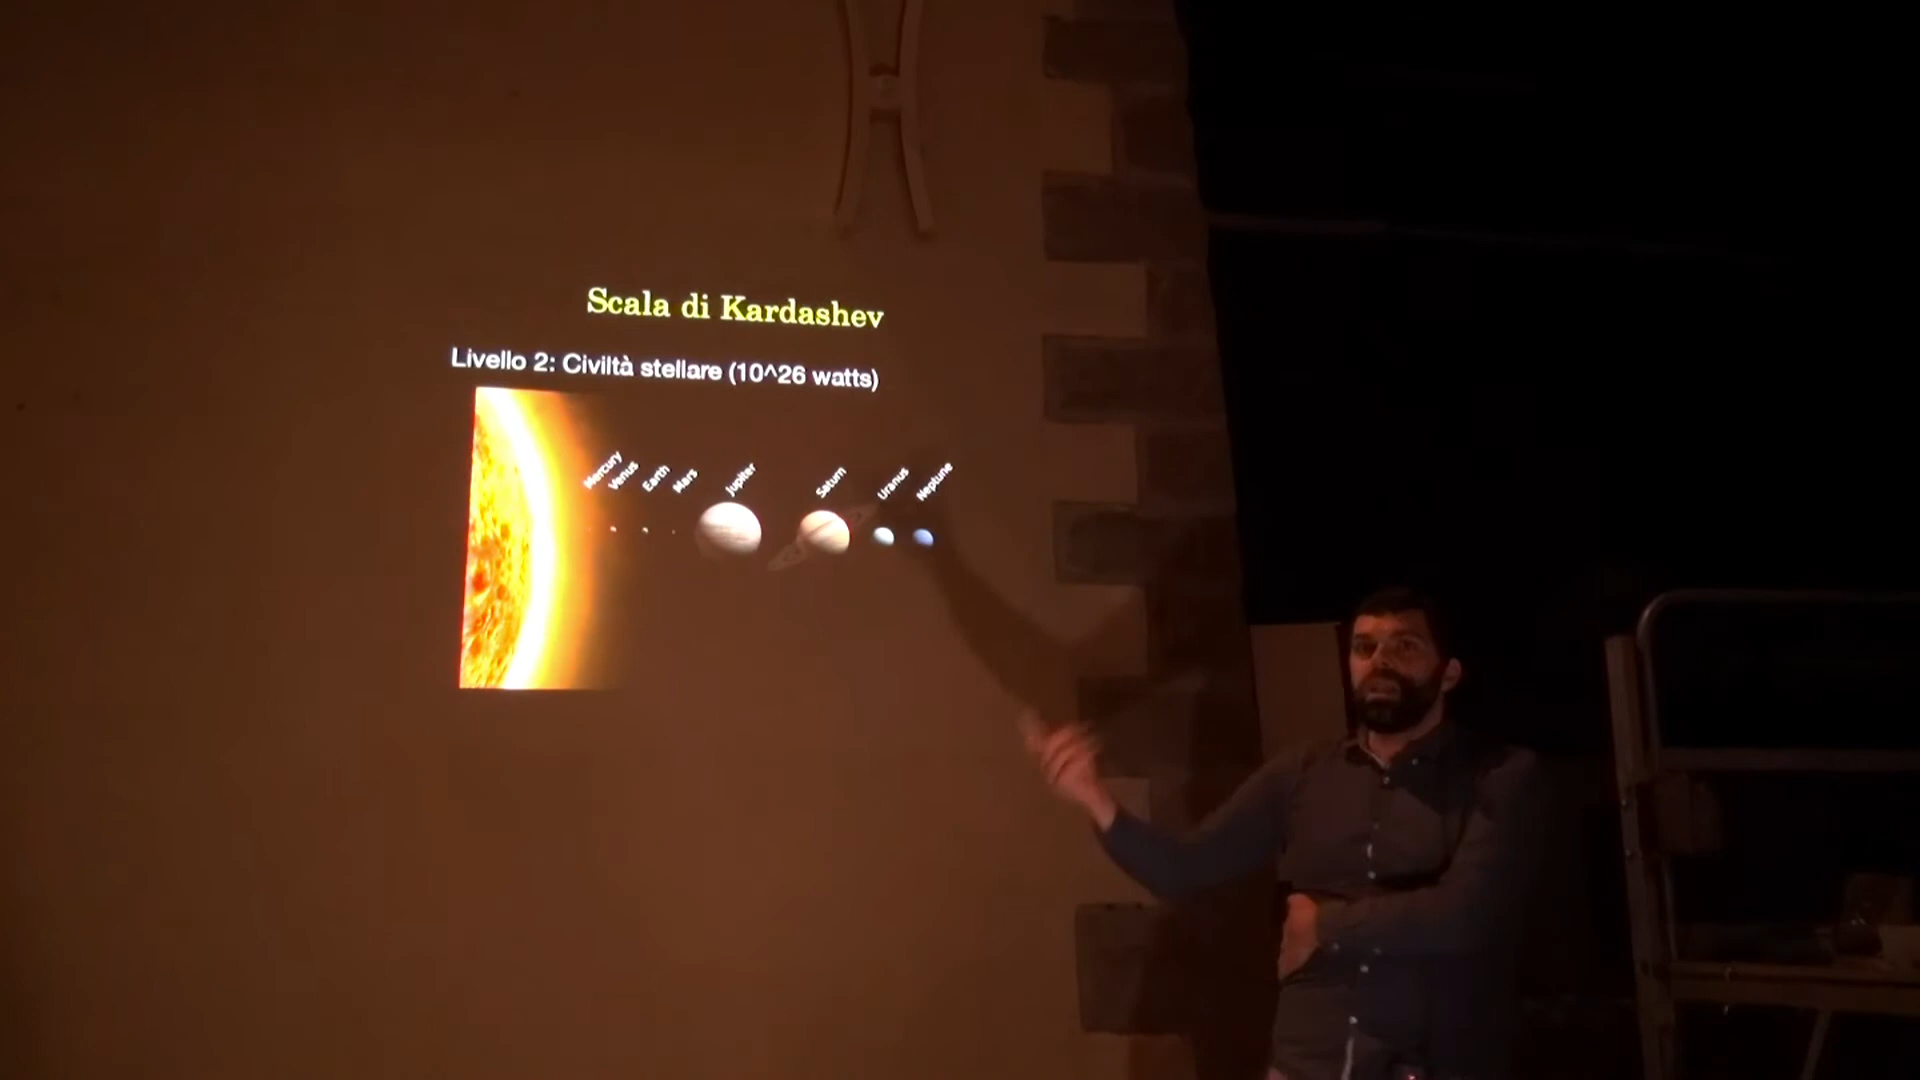 Scala di Kardashev
Livello 2: Civiltà stellare (10^26 watts)
Mercury
Venus
Earth
Mars
Jupiter
Saturn
Uranus
Neptune